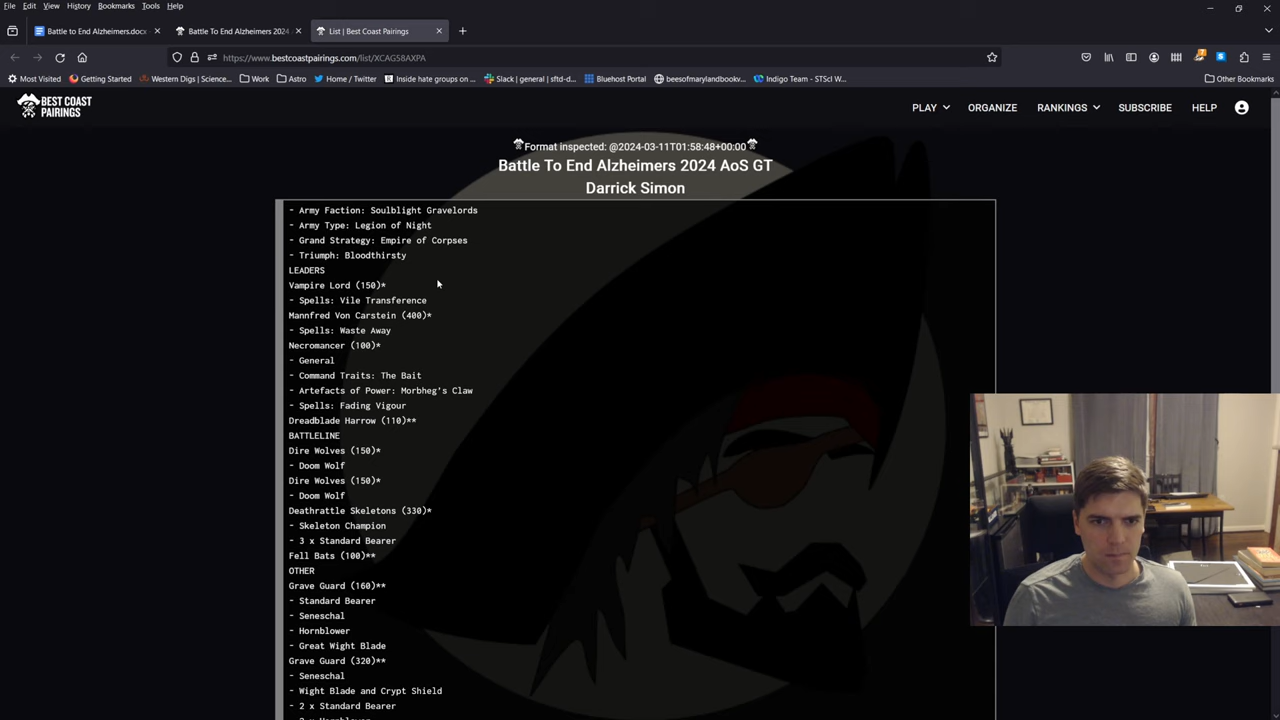 File Edit View History Bookmarks Tools Help
Battle to End Alzheimers.docx
Battle To End Alzheimers 2024
List | Best Coast Pairings
https://www.bestcoastpairings.com/list/XCAG58AXPA
Most Visited Getting Started Western Digs | Science... Work Astro Home / Twitter Inside hate groups on ... Slack | general | sftd-d... Bluehost Portal beesofmarylandbookv... Indigo Team - STScI W... Other Bookmarks
BEST COAST PAIRINGS
PLAY ORGANIZE RANKINGS SUBSCRIBE HELP
Format inspected: @2024-03-11T01:58:48+00:00
Battle To End Alzheimers 2024 AoS GT
Darrick Simon
- Army Faction: Soulblight Gravelords
- Army Type: Legion of Night
- Grand Strategy: Empire of Corpses
- Triumph: Bloodthirsty
LEADERS
Vampire Lord (150)*
- Spells: Vile Transference
Mannfred Von Carstein (400)*
- Spells: Waste Away
Necromancer (100)*
- General
- Command Traits: The Bait
- Artefacts of Power: Morbheg's Claw
- Spells: Fading Vigour
Dreadblade Harrow (110)**
BATTLELINE
Dire Wolves (150)*
- Doom Wolf
Dire Wolves (150)*
- Doom Wolf
Deathrattle Skeletons (330)*
- Skeleton Champion
- 3 x Standard Bearer
Fell Bats (100)**
OTHER
Grave Guard (160)**
- Standard Bearer
- Seneschal
- Hornblower
- Great Wight Blade
Grave Guard (320)**
- Seneschal
- Wight Blade and Crypt Shield
- 2 x Standard Bearer